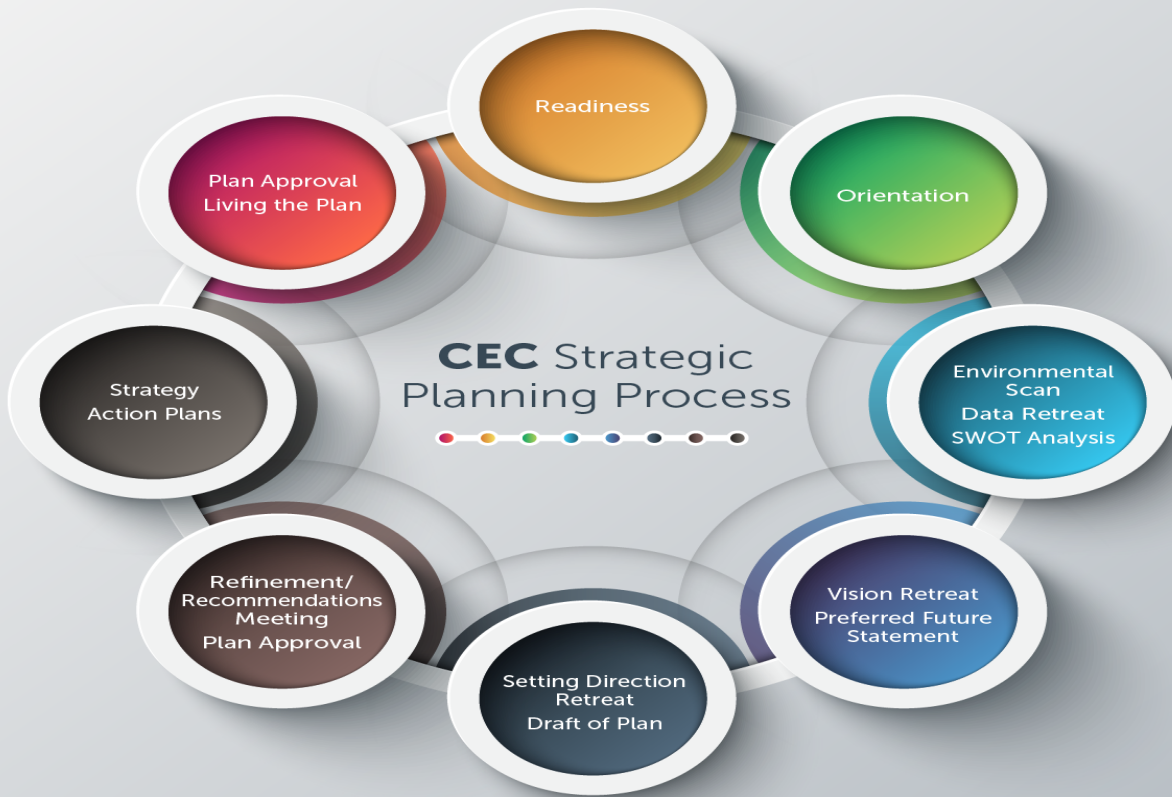 Readiness
Orientation
Environmental
Scan
Data Retreat
SWOT Analysis
Vision Retreat
Preferred Future
Statement
Setting Direction
Retreat
Draft of Plan
Refinement/
Recommendations
Meeting
Plan Approval
Strategy
Action Plans
Plan Approval
Living the Plan
CEC Strategic
Planning Process